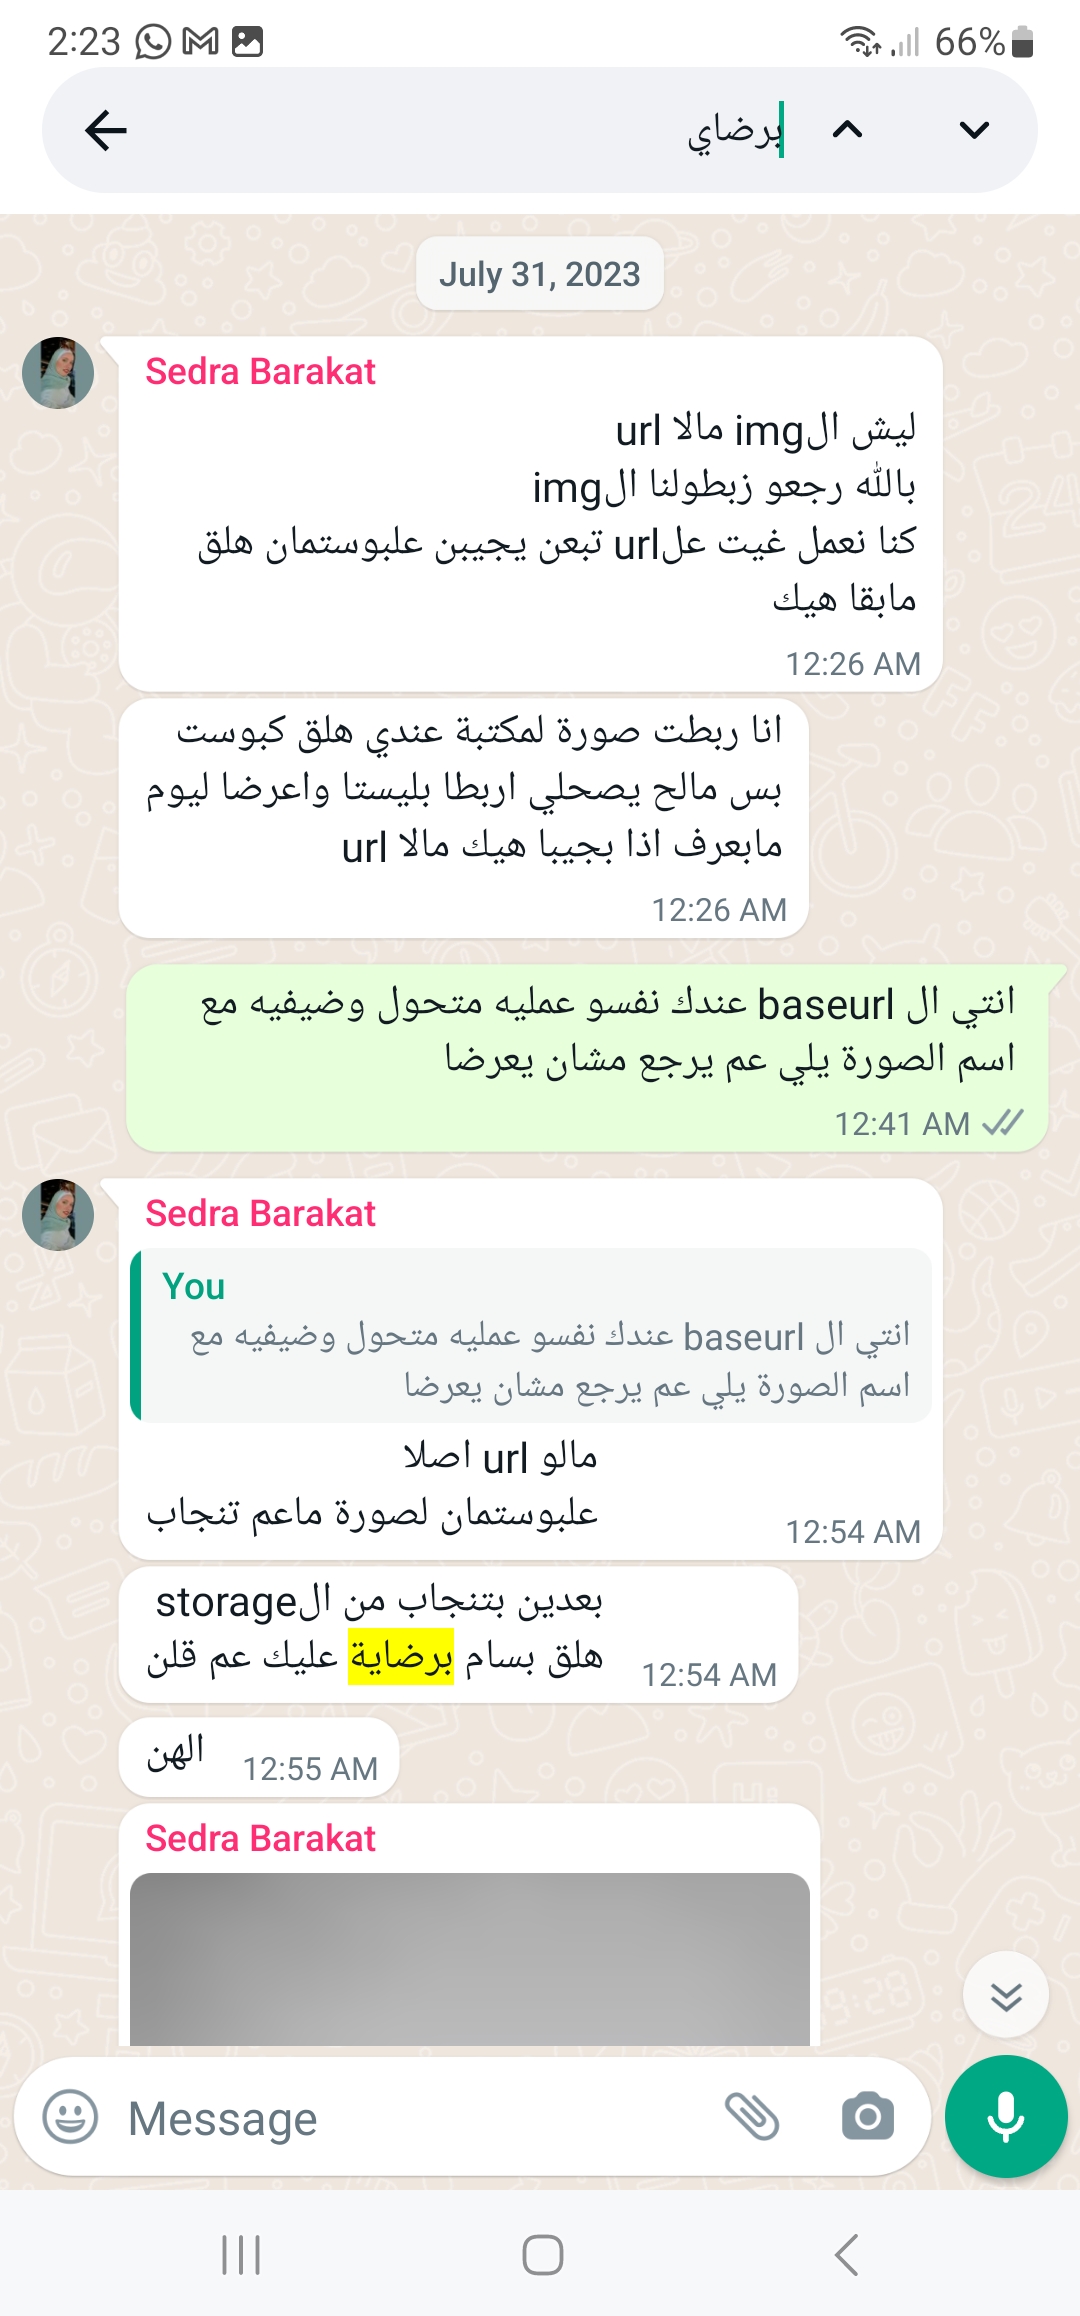 2:23
66%
برضاي
July 31, 2023
Sedra Barakat
ليش الimg مالا url
بالله رجعو زبطولنا الimg
كنا نعمل غيت علurl تبعن يجيبن علبوستمان هلق
مابقا هيك
12:26 AM
انا ربطت صورة لمكتبة عندي هلق كبوست
بس مالح يصحلي اربطا بليستا واعرضا ليوم
مابعرف اذا بجيبا هيك مالا url
12:26 AM
انتي ال baseurl عندك نفسو عمليه متحول وضيفيه مع
اسم الصورة يلي عم يرجع مشان يعرضا
12:41 AM
Sedra Barakat
You
انتي ال baseurl عندك نفسو عمليه متحول وضيفيه مع
اسم الصورة يلي عم يرجع مشان يعرضا
مالو url اصلا
علبوستمان لصورة ماعم تنجاب
12:54 AM
بعدين بتنجاب من الstorage
هلق بسام برضاية عليك عم قلن
12:54 AM
الهن
12:55 AM
Sedra Barakat
Message